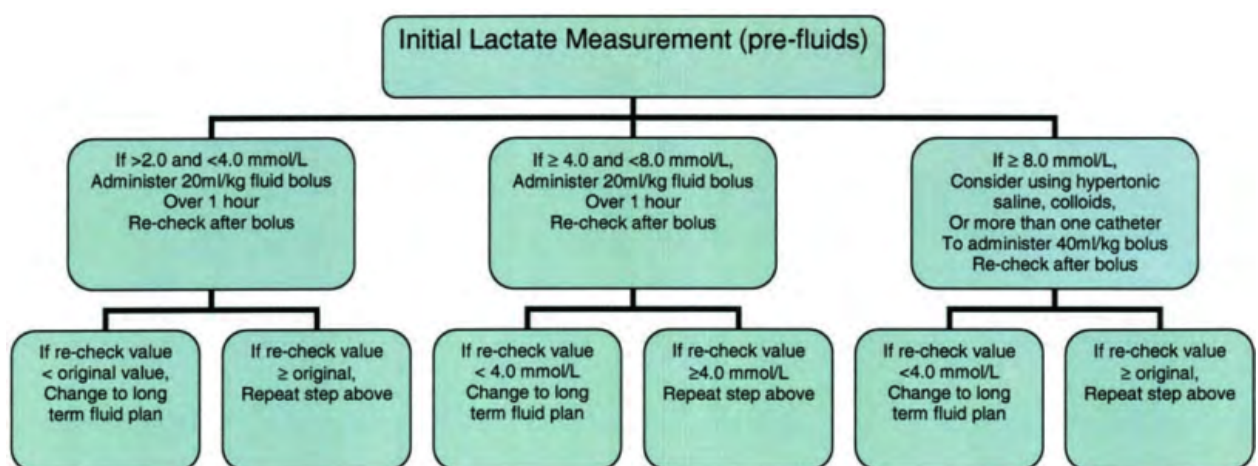 Initial Lactate Measurement (pre-fluids)
If >2.0 and <4.0 mmol/L
Administer 20ml/kg fluid bolus
Over 1 hour
Re-check after bolus
If ≥ 4.0 and <8.0 mmol/L,
Administer 20ml/kg fluid bolus
Over 1 hour
Re-check after bolus
If ≥ 8.0 mmol/L,
Consider using hypertonic
saline, colloids,
Or more than one catheter
To administer 40ml/kg bolus
Re-check after bolus
If re-check value
< original value,
Change to long
term fluid plan
If re-check value
≥ original,
Repeat step above
If re-check value
< 4.0 mmol/L
Change to long
term fluid plan
If re-check value
≥4.0 mmol/L
Repeat step above
If re-check value
<4.0 mmol/L
Change to long
term fluid plan
If re-check value
≥ original,
Repeat step above